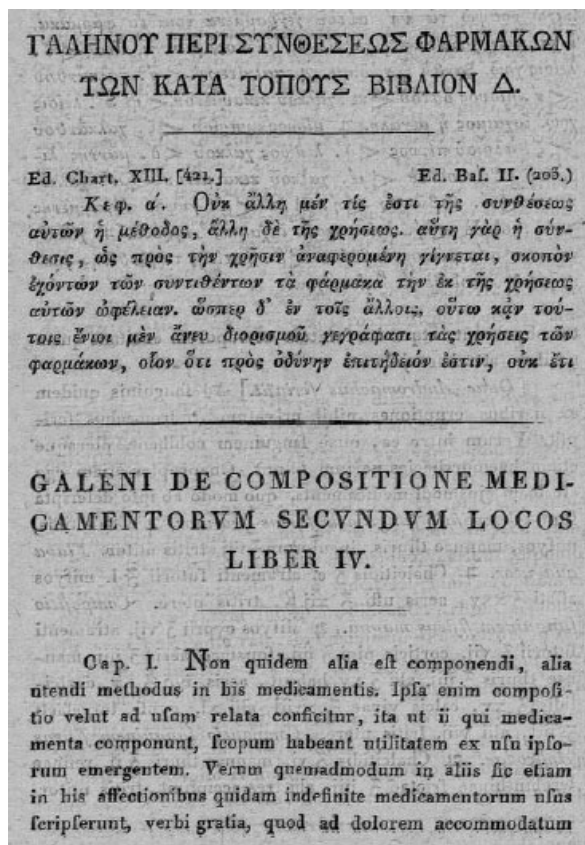 ΓΑΛΗΝΟΥ ΠΕΡΙ ΣΥΝΘΕΣΕΩΣ ΦΑΡΜΑΚΩΝ
ΤΩΝ ΚΑΤΑ ΤΟΠΟΥΣ ΒΙΒΛΙΟΝ Δ.
Ed. Chart. XIII. [421.] Ed. Baſ. II. (203.)
Κεφ. α΄. Οὐκ ἄλλη μέν τίς ἐστι τῆς συνθέσεως
αὐτῶν ἡ μέθοδος, ἄλλη δὲ τῆς χρήσεως. αὕτη γὰρ ἡ σύν-
θεσις, ὡς πρὸς τὴν χρῆσιν ἀναφερομένη γίγνεται, σκοπὸν
ἐχόντων τῶν συντιθέντων τὰ φάρμακα τὴν ἐκ τῆς χρήσεως
αὐτῶν ὠφέλειαν. ὥσπερ δ' ἐν τοῖς ἄλλοις, οὕτω κἀν τού-
τοις ἔνιοι μὲν ἄνευ διορισμοῦ γεγράφασι τὰς χρήσεις τῶν
φαρμάκων, οἷον ὅτι πρὸς ὀδύνην ἐπιτήδειόν ἐστιν, οὐκ ἔτι
GALENI DE COMPOSITIONE MEDI-
CAMENTORVM SECVNDVM LOCOS
LIBER IV.
Cap. I. Non quidem alia eſt componendi, alia
utendi methodus in his medicamentis. Ipſa enim compoſi-
tio velut ad uſum relata conficitur, ita ut ii qui medica-
menta componunt, ſcopum habeant utilitatem ex uſu ipſo-
rum emergentem. Verum quemadmodum in aliis ſic etiam
in his affectionibus quidam indefinite medicamentorum uſus
ſcripſerunt, verbi gratia, quod ad dolorem accommodatum